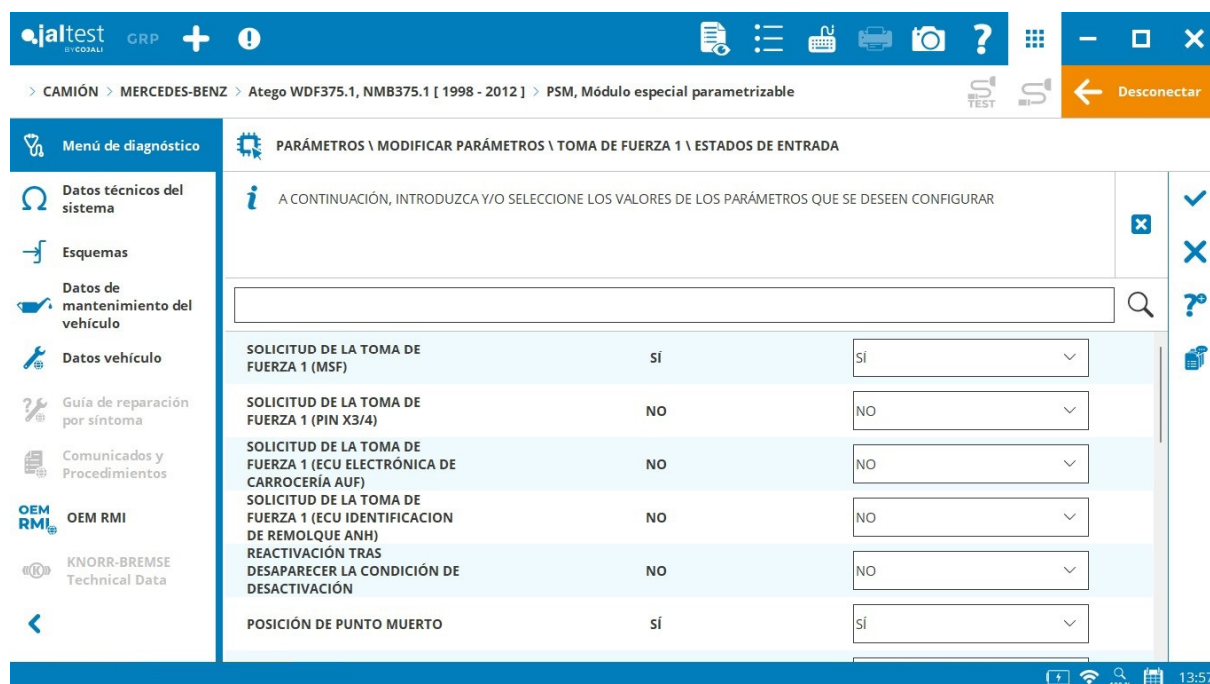 jaltest
BY COJALI
GRP
TEST
> CAMIÓN > MERCEDES-BENZ > Atego WDF375.1, NMB375.1 [ 1998 - 2012 ] > PSM, Módulo especial parametrizable
Desconectar
Menú de diagnóstico
Datos técnicos del
sistema
Esquemas
Datos de
mantenimiento del
vehículo
Datos vehículo
Guía de reparación
por síntoma
Comunicados y
Procedimientos
OEM
RMI
OEM RMI
((K))
KNORR-BREMSE
Technical Data
PARÁMETROS \ MODIFICAR PARÁMETROS \ TOMA DE FUERZA 1 \ ESTADOS DE ENTRADA
A CONTINUACIÓN, INTRODUZCA Y/O SELECCIONE LOS VALORES DE LOS PARÁMETROS QUE SE DESEEN CONFIGURAR
SOLICITUD DE LA TOMA DE
FUERZA 1 (MSF)
SÍ
SÍ
SOLICITUD DE LA TOMA DE
FUERZA 1 (PIN X3/4)
NO
NO
SOLICITUD DE LA TOMA DE
FUERZA 1 (ECU ELECTRÓNICA DE
CARROCERÍA AUF)
NO
NO
SOLICITUD DE LA TOMA DE
FUERZA 1 (ECU IDENTIFICACION
DE REMOLQUE ANH)
NO
NO
REACTIVACIÓN TRAS
DESAPARECER LA CONDICIÓN DE
DESACTIVACIÓN
NO
NO
POSICIÓN DE PUNTO MUERTO
SÍ
SÍ
13:57